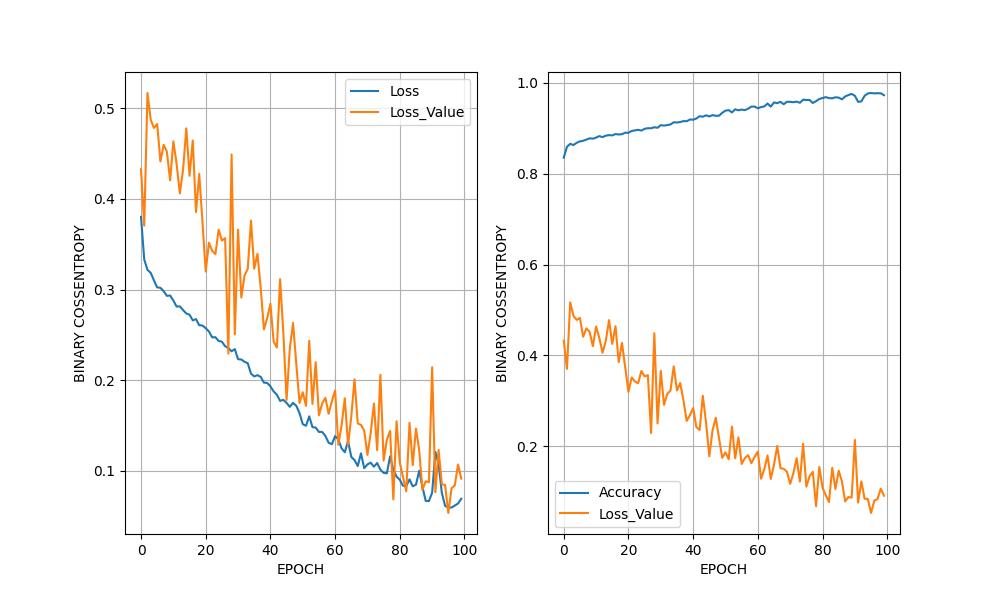 Loss
Loss_Value
0.5
0.4
0.3
0.2
0.1
BINARY COSSENTROPY
0 20 40 60 80 100
EPOCH
1.0
0.8
0.6
0.4
0.2
BINARY COSSENTROPY
Accuracy
Loss_Value
0 20 40 60 80 100
EPOCH